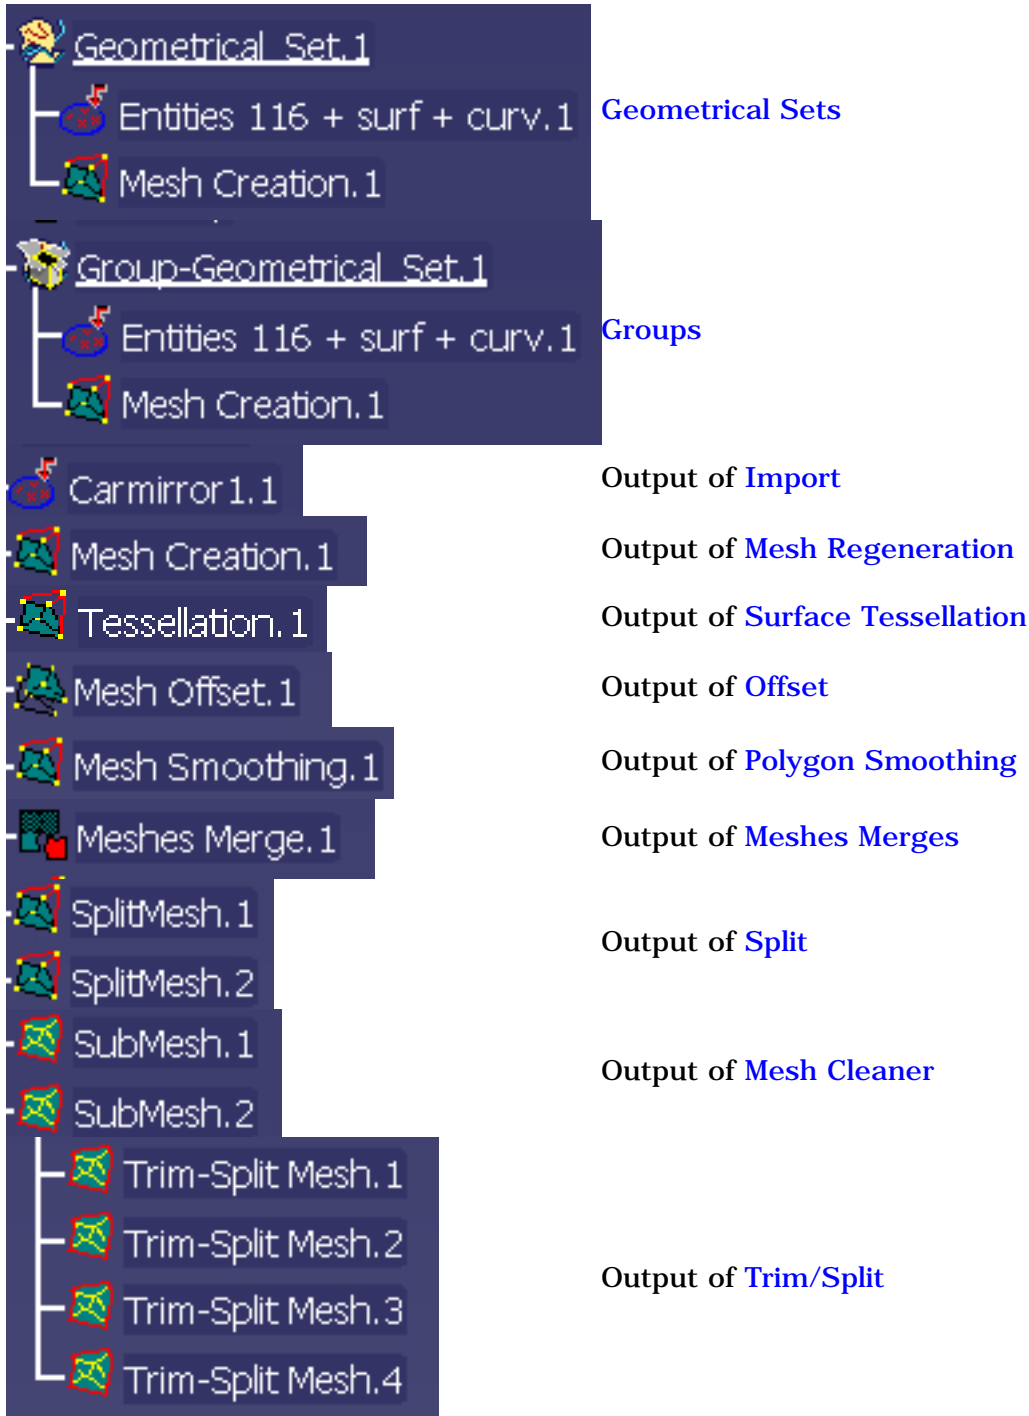 Geometrical Set.1
Entities 116 + surf + curv.1 Geometrical Sets
Mesh Creation.1
Group-Geometrical Set.1
Entities 116 + surf + curv.1 Groups
Mesh Creation.1
Carmirror1.1 Output of Import
Mesh Creation.1 Output of Mesh Regeneration
Tessellation.1 Output of Surface Tessellation
Mesh Offset.1 Output of Offset
Mesh Smoothing.1 Output of Polygon Smoothing
Meshes Merge.1 Output of Meshes Merges
SplitMesh.1
Output of Split
SplitMesh.2
SubMesh.1
Output of Mesh Cleaner
SubMesh.2
Trim-Split Mesh.1
Trim-Split Mesh.2
Output of Trim/Split
Trim-Split Mesh.3
Trim-Split Mesh.4